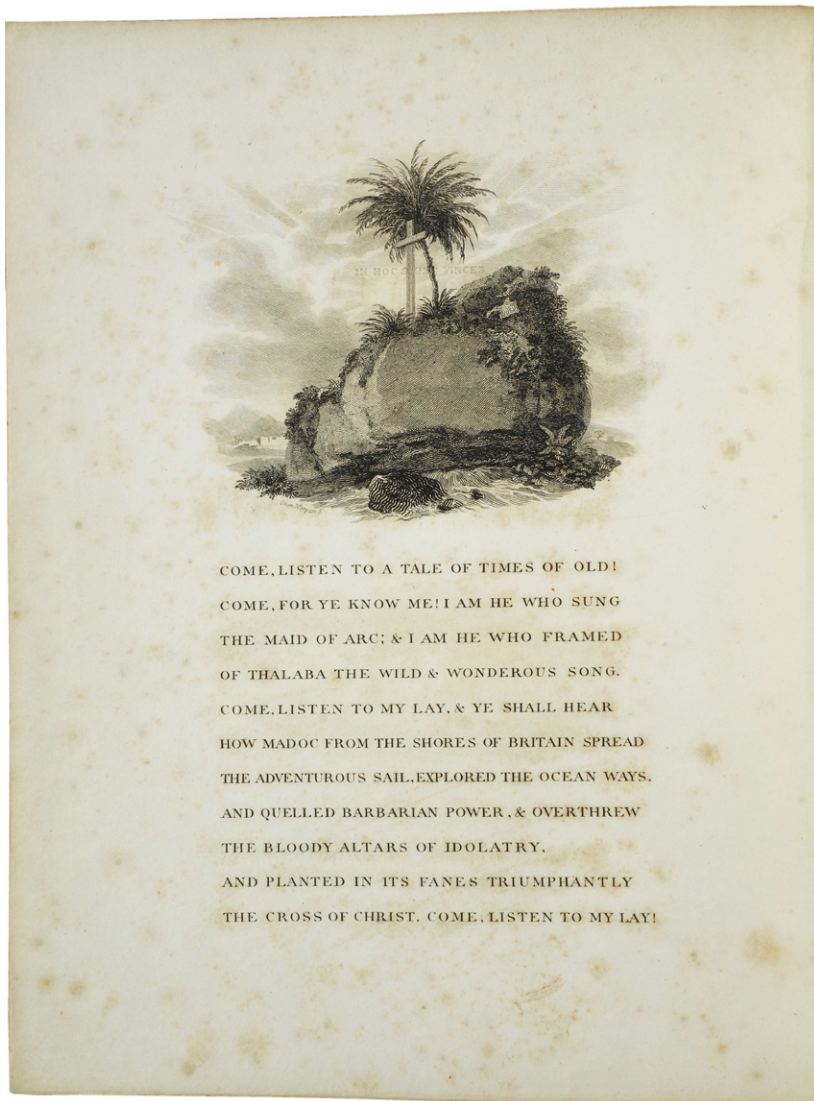 COME, LISTEN TO A TALE OF TIMES OF OLD!
COME, FOR YE KNOW ME! I AM HE WHO SUNG
THE MAID OF ARC; & I AM HE WHO FRAMED
OF THALABA THE WILD & WONDEROUS SONG.
COME, LISTEN TO MY LAY, & YE SHALL HEAR
HOW MADOC FROM THE SHORES OF BRITAIN SPREAD
THE ADVENTUROUS SAIL, EXPLORED THE OCEAN WAYS,
AND QUELLED BARBARIAN POWER, & OVERTHREW
THE BLOODY ALTARS OF IDOLATRY,
AND PLANTED IN ITS FANES TRIUMPHANTLY
THE CROSS OF CHRIST. COME, LISTEN TO MY LAY!